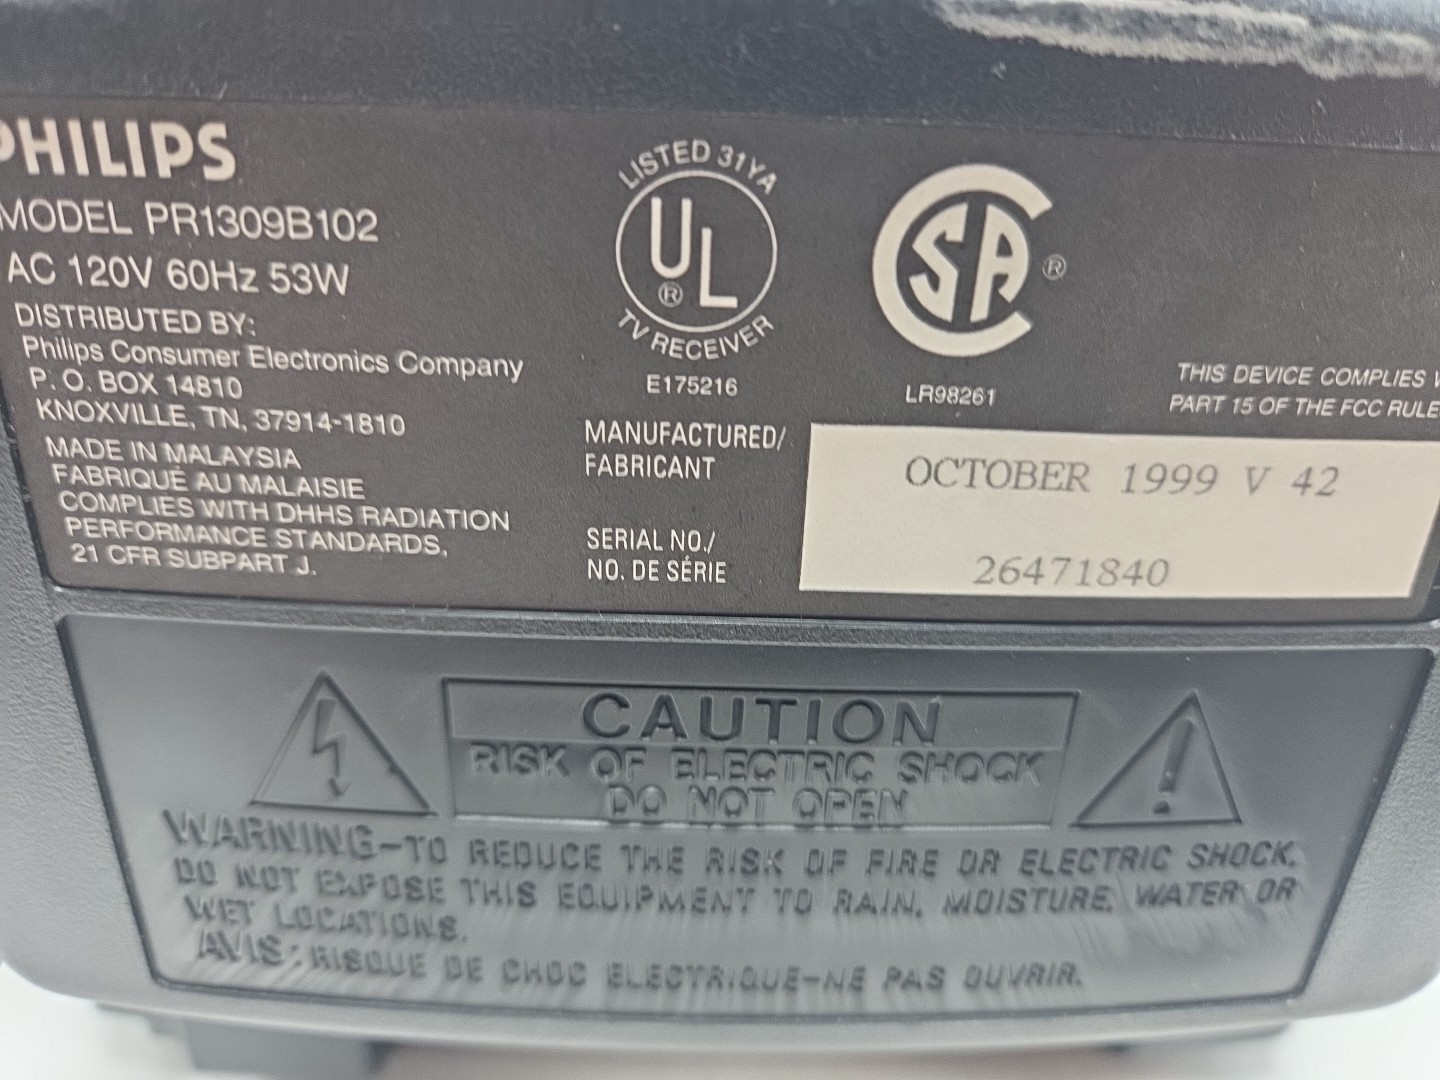 PHILIPS
MODEL PR1309B102
AC 120V 60Hz 53W
DISTRIBUTED BY:
Philips Consumer Electronics Company
P. O. BOX 14810
KNOXVILLE, TN, 37914-1810
MADE IN MALAYSIA
FABRIQUÉ AU MALAISIE
COMPLIES WITH DHHS RADIATION
PERFORMANCE STANDARDS,
21 CFR SUBPART J.
LISTED 31YA
UL ®
TV RECEIVER
E175216
CSA ®
LR98261
THIS DEVICE COMPLIES
PART 15 OF THE FCC RULE
MANUFACTURED/
FABRICANT
OCTOBER 1999 V 42
SERIAL NO./
NO. DE SÉRIE
26471840
CAUTION
RISK OF ELECTRIC SHOCK
DO NOT OPEN
WARNING-TO REDUCE THE RISK OF FIRE OR ELECTRIC SHOCK.
DO NOT EXPOSE THIS EQUIPMENT TO RAIN, MOISTURE, WATER OR
WET LOCATIONS.
AVIS: RISQUE DE CHOC ELECTRIQUE-NE PAS OUVRIR.